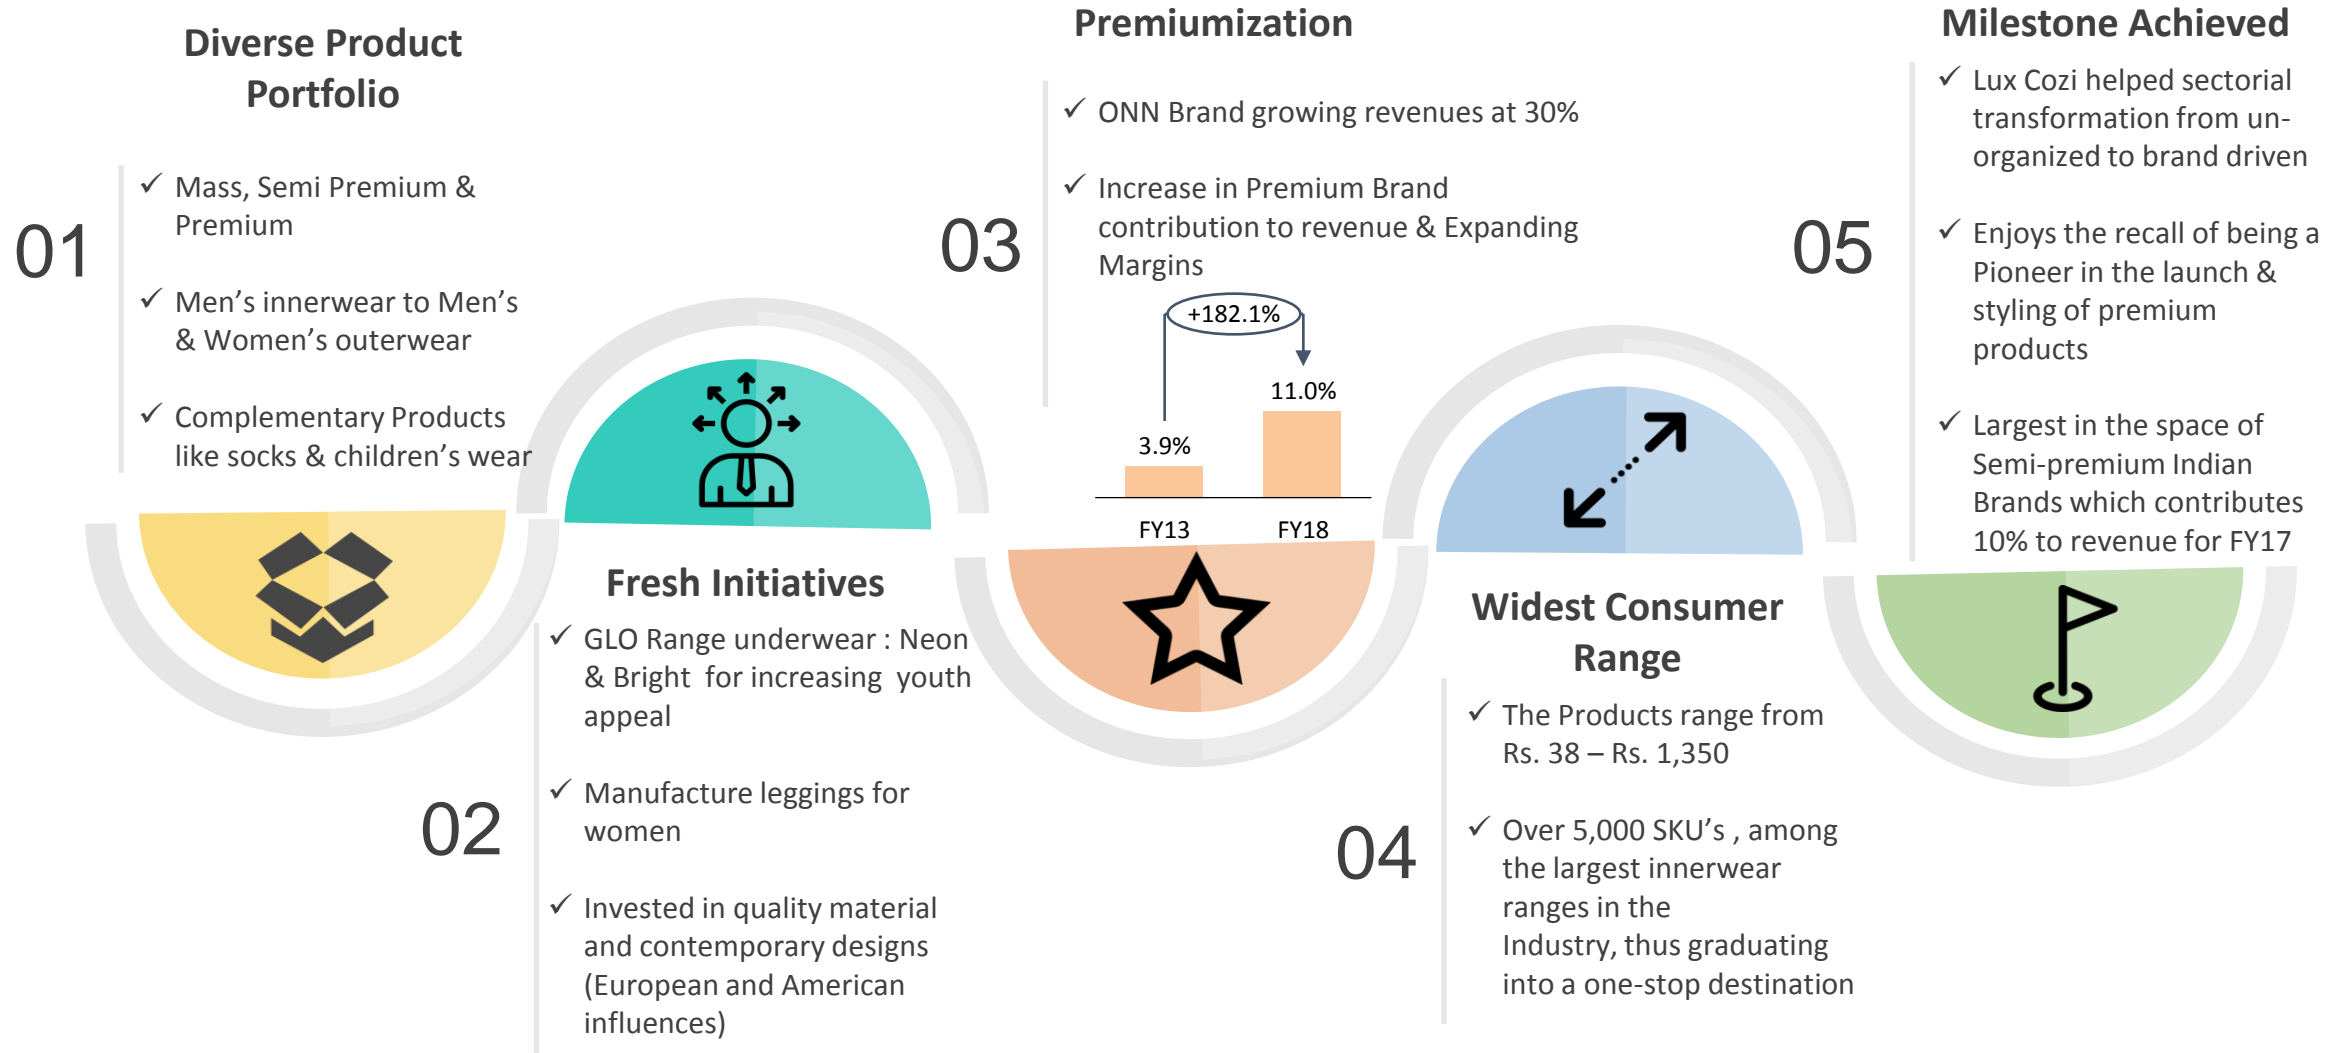 Diverse Product
Portfolio
01
✓ Mass, Semi Premium &
Premium
✓ Men's innerwear to Men's
& Women's outerwear
✓ Complementary Products
like socks & children's wear
Fresh Initiatives
02
✓ GLO Range underwear : Neon
& Bright for increasing youth
appeal
✓ Manufacture leggings for
women
✓ Invested in quality material
and contemporary designs
(European and American
influences)
Premiumization
03
✓ ONN Brand growing revenues at 30%
✓ Increase in Premium Brand
contribution to revenue & Expanding
Margins
+182.1%
11.0%
3.9%
FY13 FY18
Widest Consumer
Range
04
✓ The Products range from
Rs. 38 – Rs. 1,350
✓ Over 5,000 SKU's , among
the largest innerwear
ranges in the
Industry, thus graduating
into a one-stop destination
Milestone Achieved
05
✓ Lux Cozi helped sectorial
transformation from un-
organized to brand driven
✓ Enjoys the recall of being a
Pioneer in the launch &
styling of premium
products
✓ Largest in the space of
Semi-premium Indian
Brands which contributes
10% to revenue for FY17